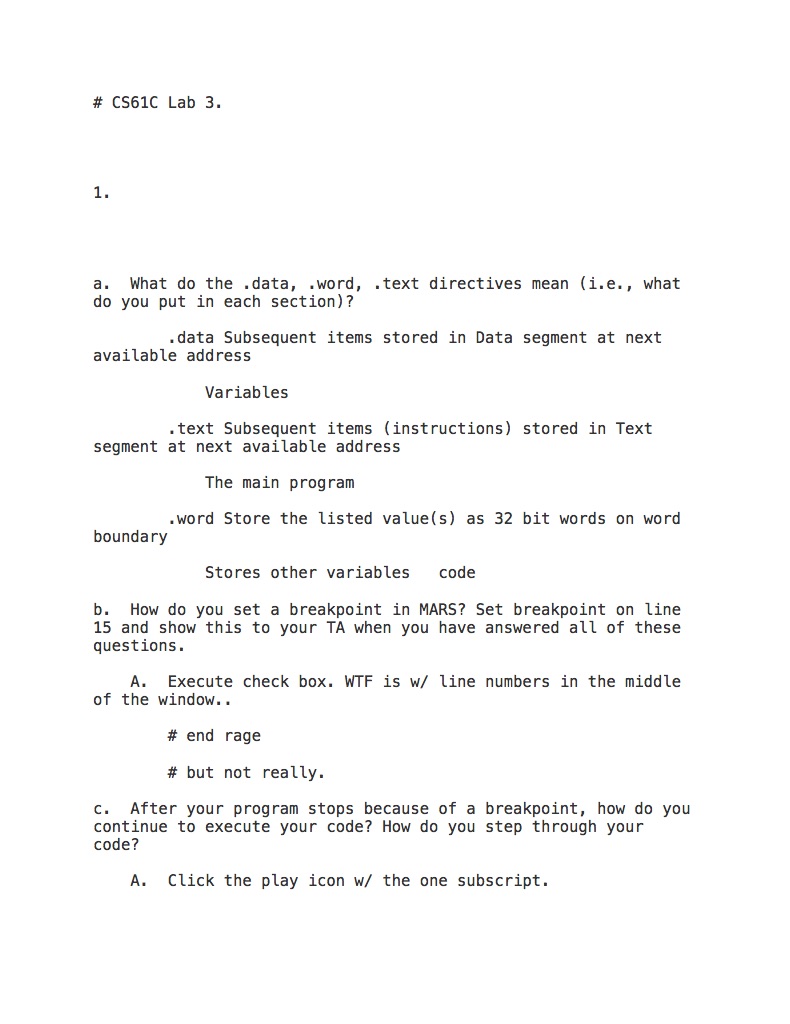 # CS61C Lab 3.
1.
a.  What do the .data, .word, .text directives mean (i.e., what
do you put in each section)?
.data Subsequent items stored in Data segment at next
available address
Variables
.text Subsequent items (instructions) stored in Text
segment at next available address
The main program
.word Store the listed value(s) as 32 bit words on word
boundary
Stores other variables   code
b.  How do you set a breakpoint in MARS? Set breakpoint on line
15 and show this to your TA when you have answered all of these
questions.
A.  Execute check box. WTF is w/ line numbers in the middle
of the window..
# end rage
# but not really.
c.  After your program stops because of a breakpoint, how do you
continue to execute your code? How do you step through your
code?
A.  Click the play icon w/ the one subscript.